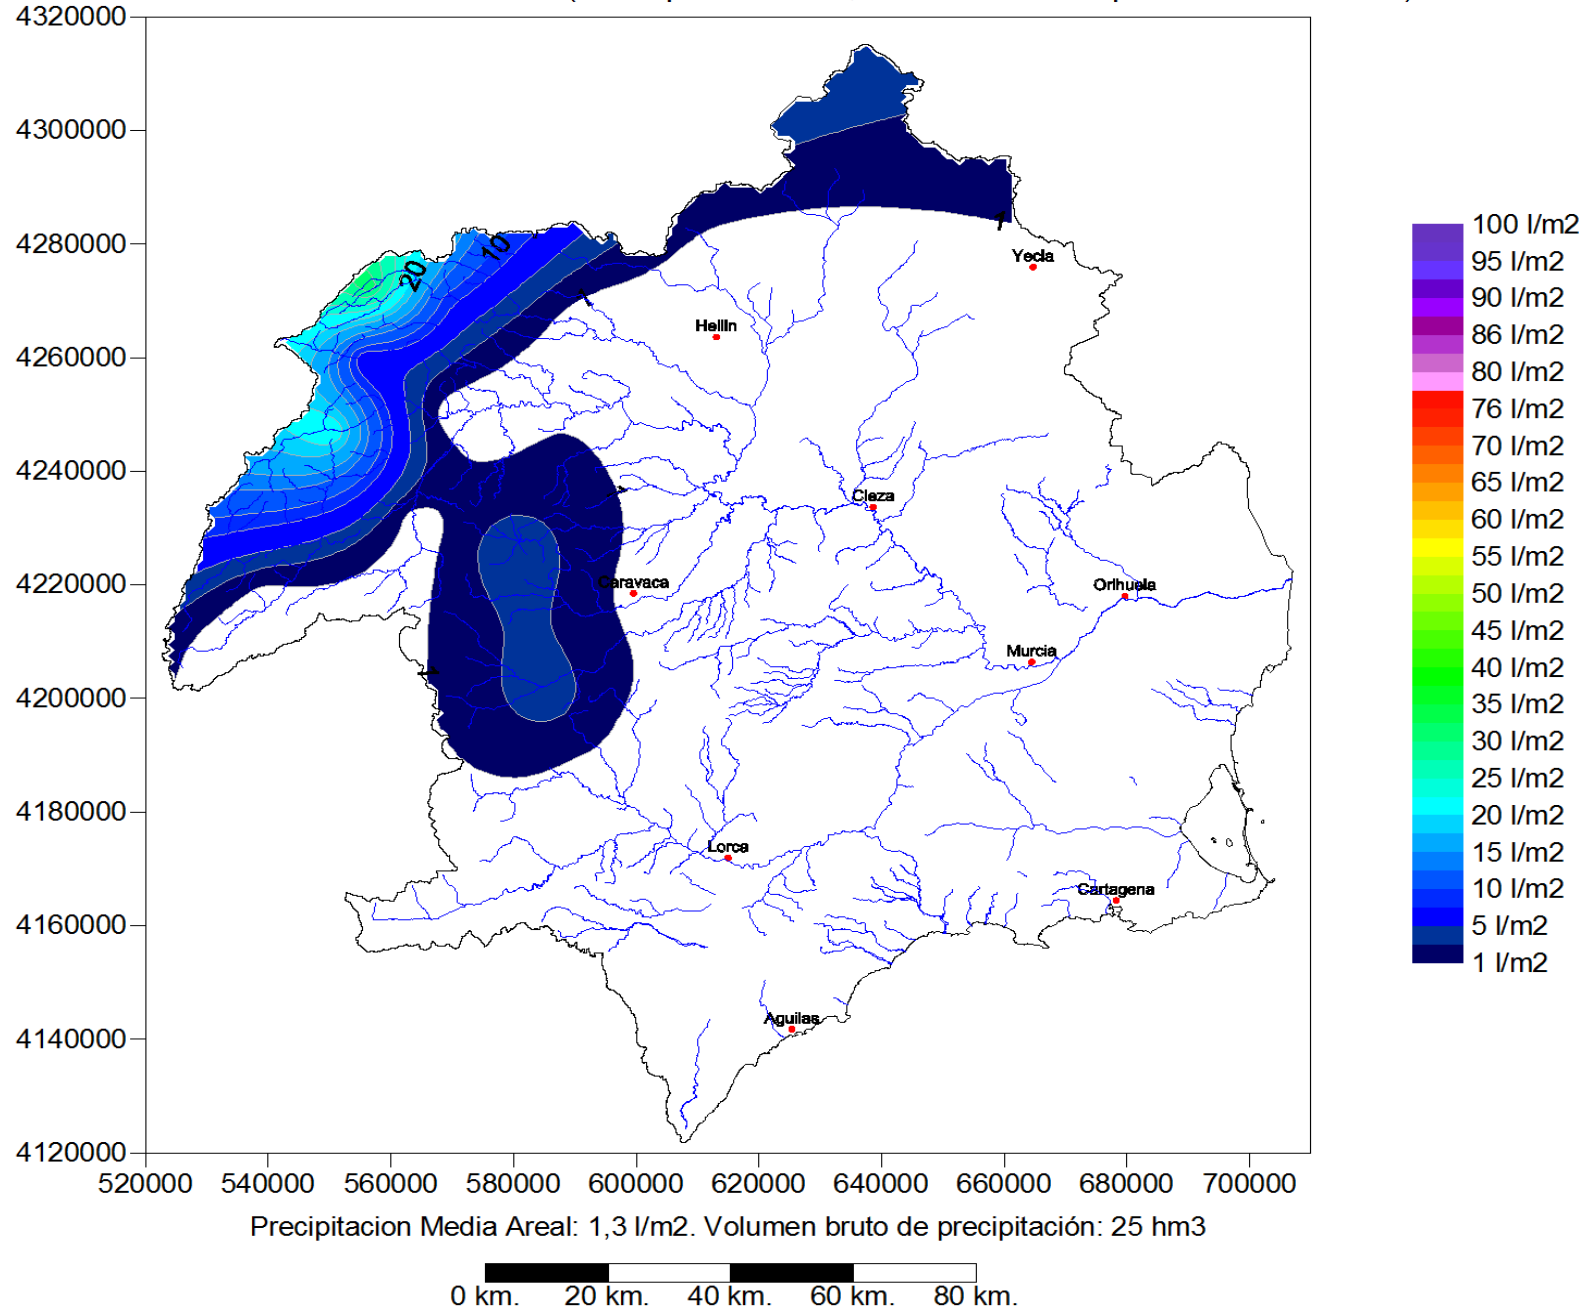 4320000
4300000
4280000
4260000
4240000
4220000
4200000
4180000
4160000
4140000
4120000
520000 540000 560000 580000 600000 620000 640000 660000 680000 700000
10
20
1
1
1
1
Yecla
Hellin
Cieza
Caravaca
Orihuela
Murcia
Lorca
Cartagena
Aguilas
100 l/m2
95 l/m2
90 l/m2
86 l/m2
80 l/m2
76 l/m2
70 l/m2
65 l/m2
60 l/m2
55 l/m2
50 l/m2
45 l/m2
40 l/m2
35 l/m2
30 l/m2
25 l/m2
20 l/m2
15 l/m2
10 l/m2
5 l/m2
1 l/m2
Precipitacion Media Areal: 1,3 l/m2. Volumen bruto de precipitación: 25 hm3
0 km. 20 km. 40 km. 60 km. 80 km.